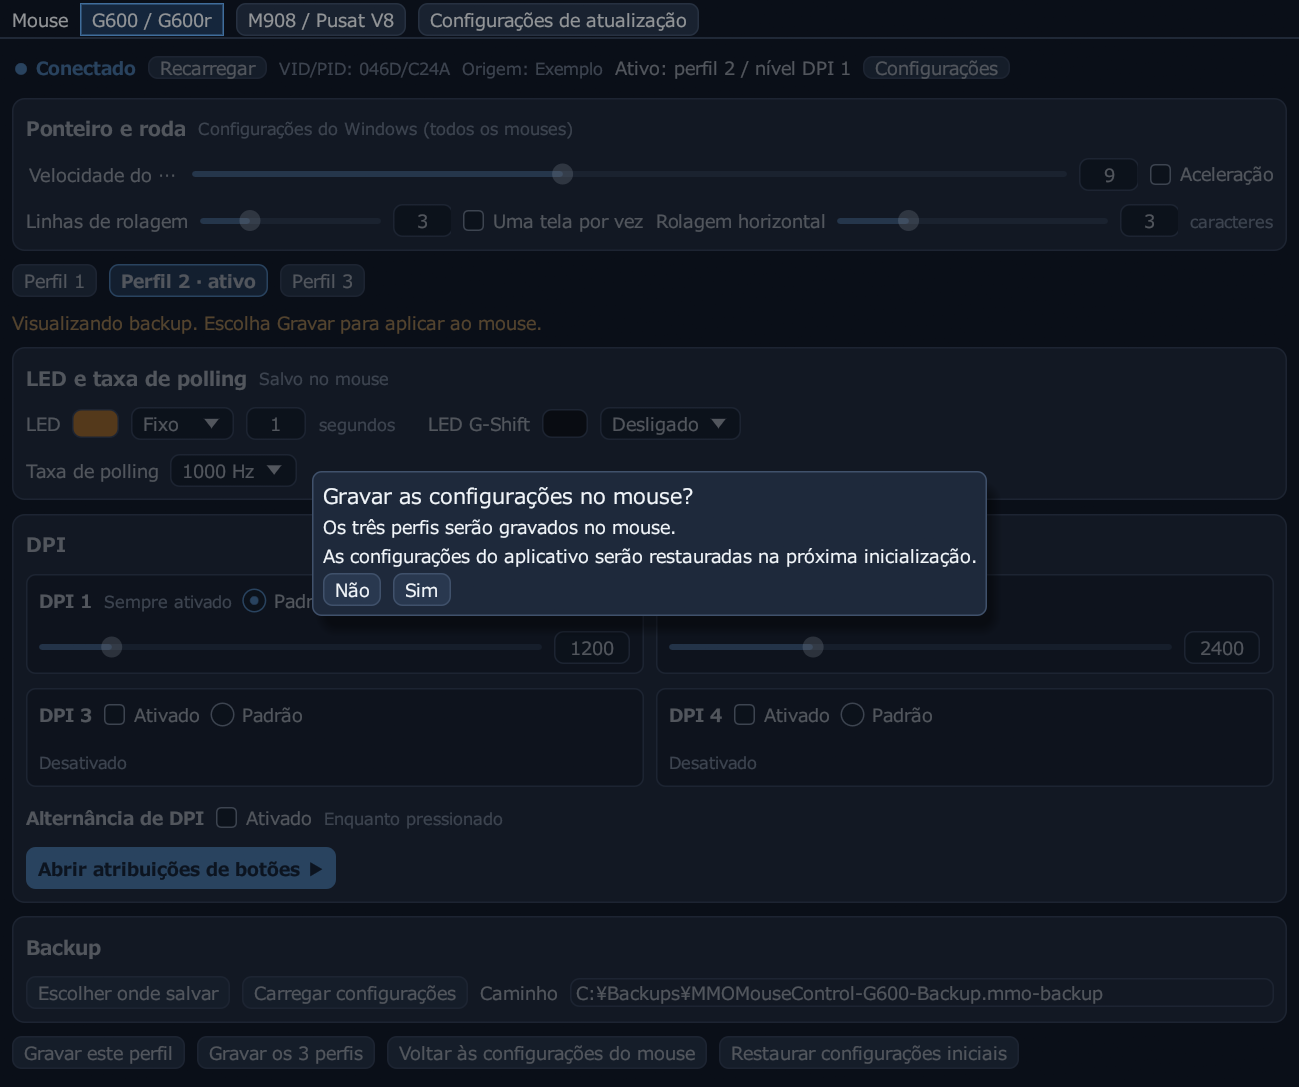 Mouse G600 / G600r M908 / Pusat V8 Configurações de atualização
Conectado Recarregar VID/PID: 046D/C24A Origem: Exemplo Ativo: perfil 2 / nível DPI 1 Configurações
Ponteiro e roda Configurações do Windows (todos os mouses)
Velocidade do ··· 9 Aceleração
Linhas de rolagem 3 Uma tela por vez Rolagem horizontal 3 caracteres
Perfil 1 Perfil 2 · ativo Perfil 3
Visualizando backup. Escolha Gravar para aplicar ao mouse.
LED e taxa de polling Salvo no mouse
LED Fixo 1 segundos LED G-Shift Desligado
Taxa de polling 1000 Hz
Gravar as configurações no mouse?
Os três perfis serão gravados no mouse.
As configurações do aplicativo serão restauradas na próxima inicialização.
Não Sim
DPI
DPI 1 Sempre ativado
1200 2400
DPI 3 Ativado Padrão DPI 4 Ativado Padrão
Desativado Desativado
Alternância de DPI Ativado Enquanto pressionado
Abrir atribuições de botões ▶
Backup
Escolher onde salvar Carregar configurações Caminho C:¥Backups¥MMOMouseControl-G600-Backup.mmo-backup
Gravar este perfil Gravar os 3 perfis Voltar às configurações do mouse Restaurar configurações iniciais